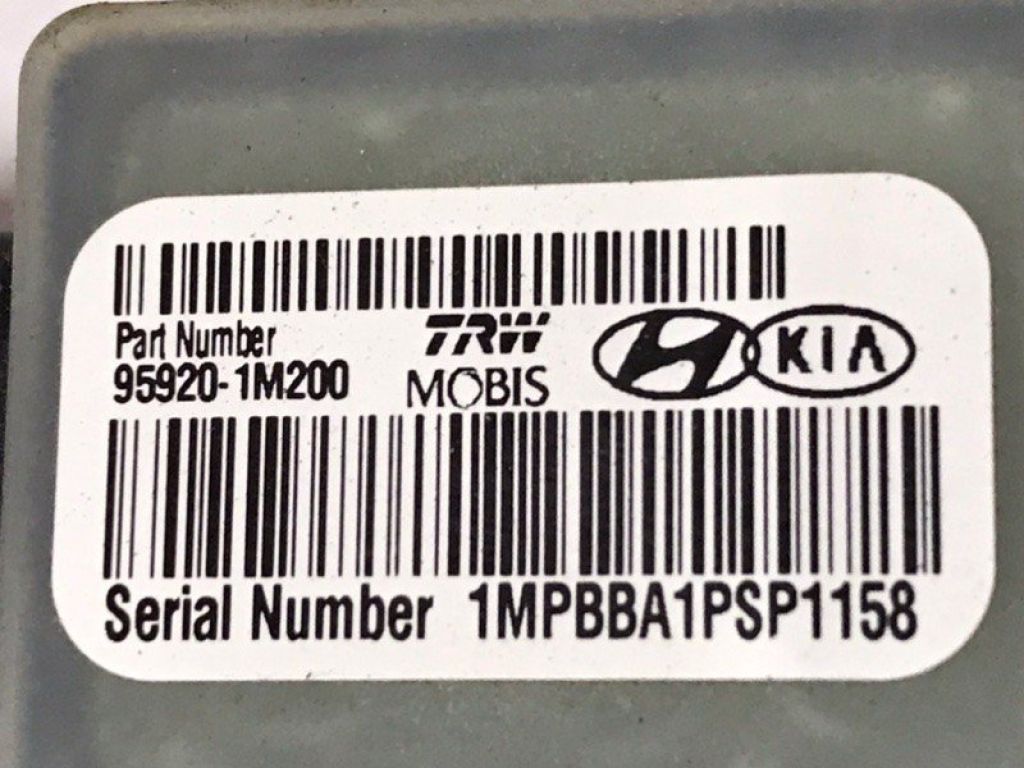 Part Number
95920-1M200
TRW
MOBIS
KIA
Serial Number 1MPBBA1PSP1158